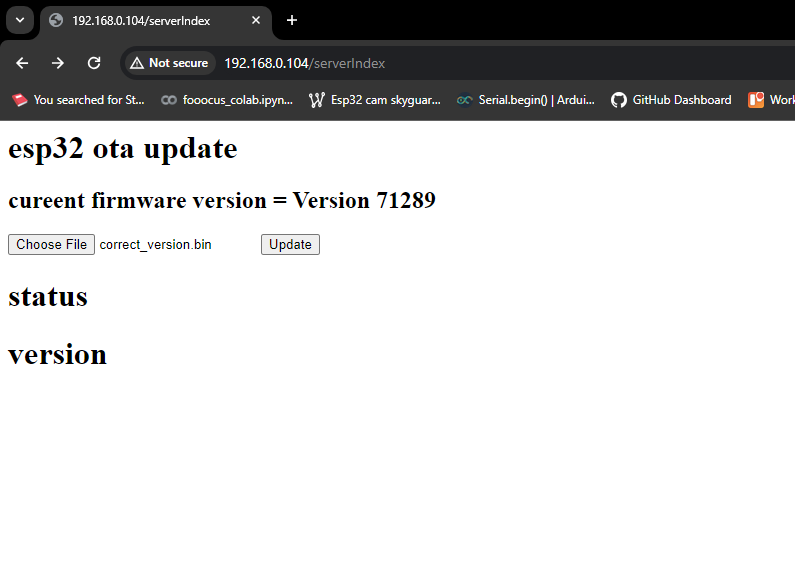 192.168.0.104/serverIndex
Not secure 192.168.0.104/serverIndex
You searched for St... fooocus_colab.ipyn... Esp32 cam skyguar... Serial.begin() | Ardui... GitHub Dashboard Work
esp32 ota update
cureent firmware version = Version 71289
Choose File correct_version.bin Update
status
version